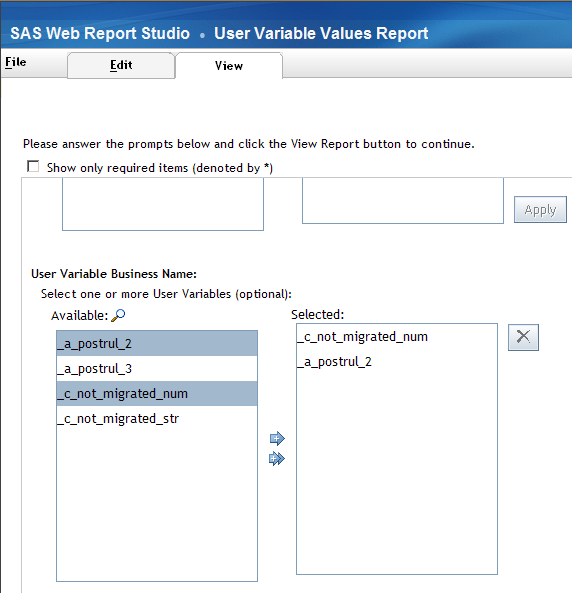 SAS Web Report Studio • User Variable Values Report
File Edit View
Please answer the prompts below and click the View Report button to continue.
Show only required items (denoted by *)
Apply
User Variable Business Name:
Select one or more User Variables (optional):
Available: Selected:
_a_postrul_2
_a_postrul_3
_c_not_migrated_num
_c_not_migrated_str
_c_not_migrated_num
_a_postrul_2